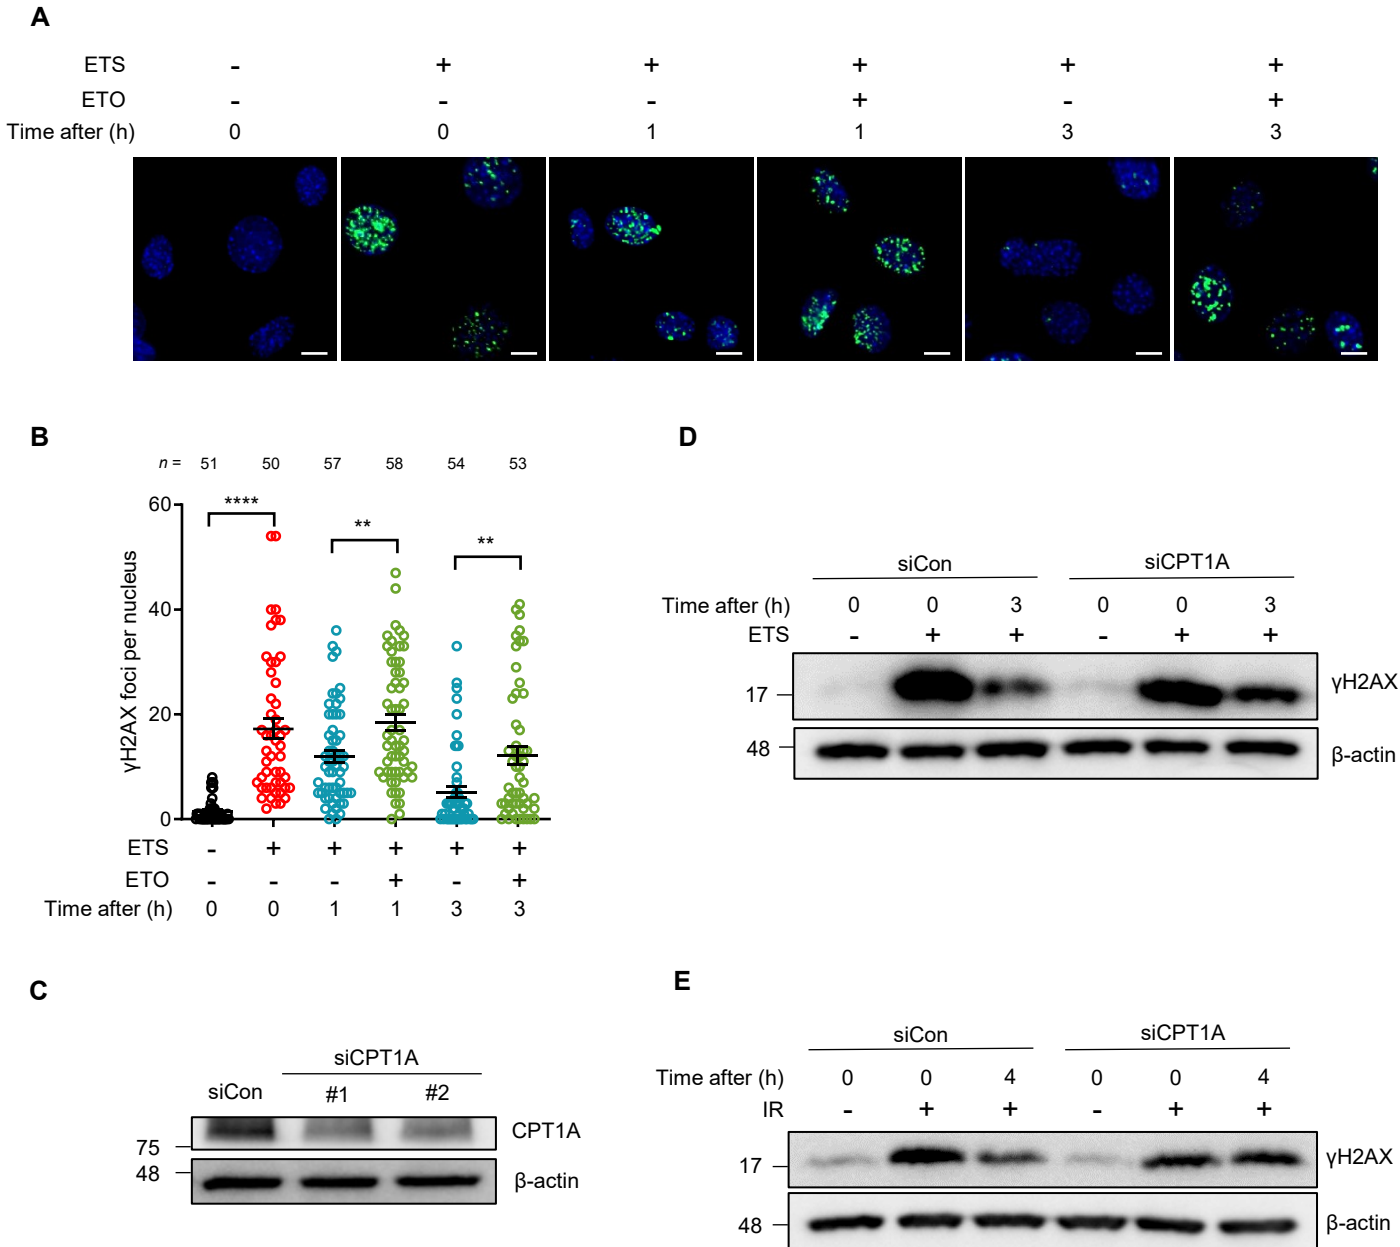 A
ETS - + + + + +
ETO - - - + - +
Time after (h) 0 0 1 1 3 3
B
n = 51 50 57 58 54 53
**** ** **
γH2AX foci per nucleus
60
40
20
0
ETS - + + + + +
ETO - - - + - +
Time after (h) 0 0 1 1 3 3
C
siCPT1A
siCon #1 #2
CPT1A
75
48
β-actin
D
siCon siCPT1A
Time after (h) 0 0 3 0 0 3
ETS - + + - + +
γH2AX
17
48
β-actin
E
siCon siCPT1A
Time after (h) 0 0 4 0 0 4
IR - + + - + +
γH2AX
17
48
β-actin